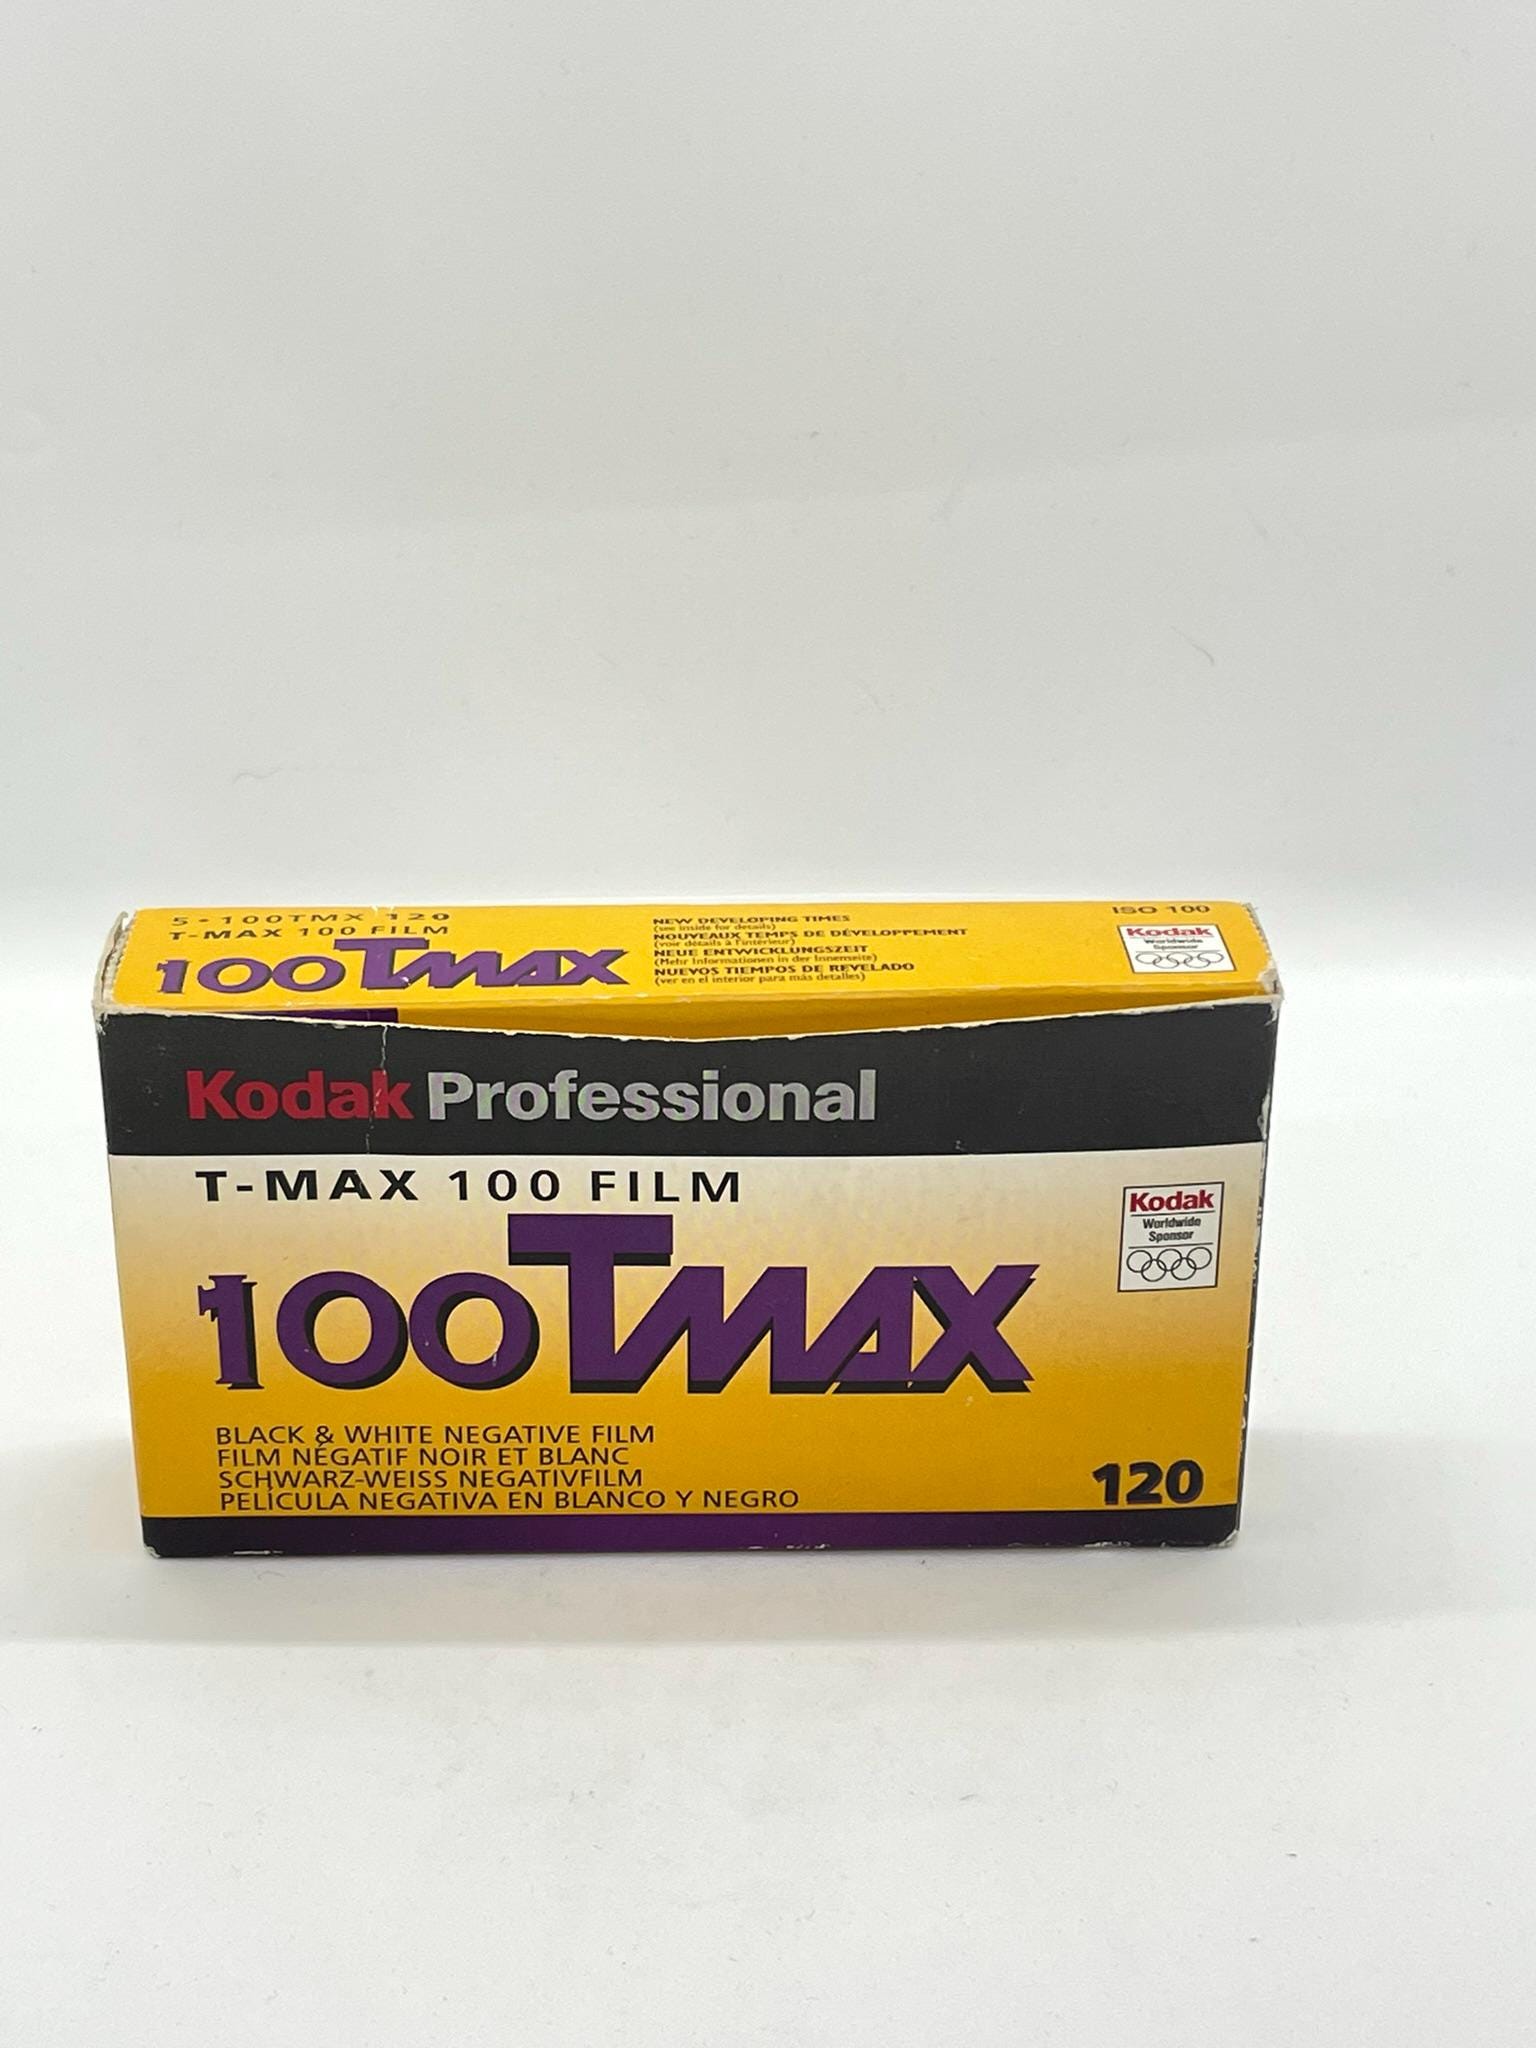 5 • 100TMX 120
T-MAX 100 FILM
100TMAX
NEW DEVELOPING TIMES
(see inside for details)
NOUVEAUX TEMPS DE DÉVELOPPEMENT
(voir détails à l'intérieur)
NEUE ENTWICKLUNGSZEIT
(Mehr Informationen in der Innenseite)
NUEVOS TIEMPOS DE REVELADO
(ver en el interior para más detalles)
ISO 100
Kodak
Worldwide
Sponsor
Kodak Professional
T-MAX 100 FILM
100TMAX
Kodak
Worldwide
Sponsor
BLACK & WHITE NEGATIVE FILM
FILM NÉGATIF NOIR ET BLANC
SCHWARZ-WEISS NEGATIVFILM
PELÍCULA NEGATIVA EN BLANCO Y NEGRO
120